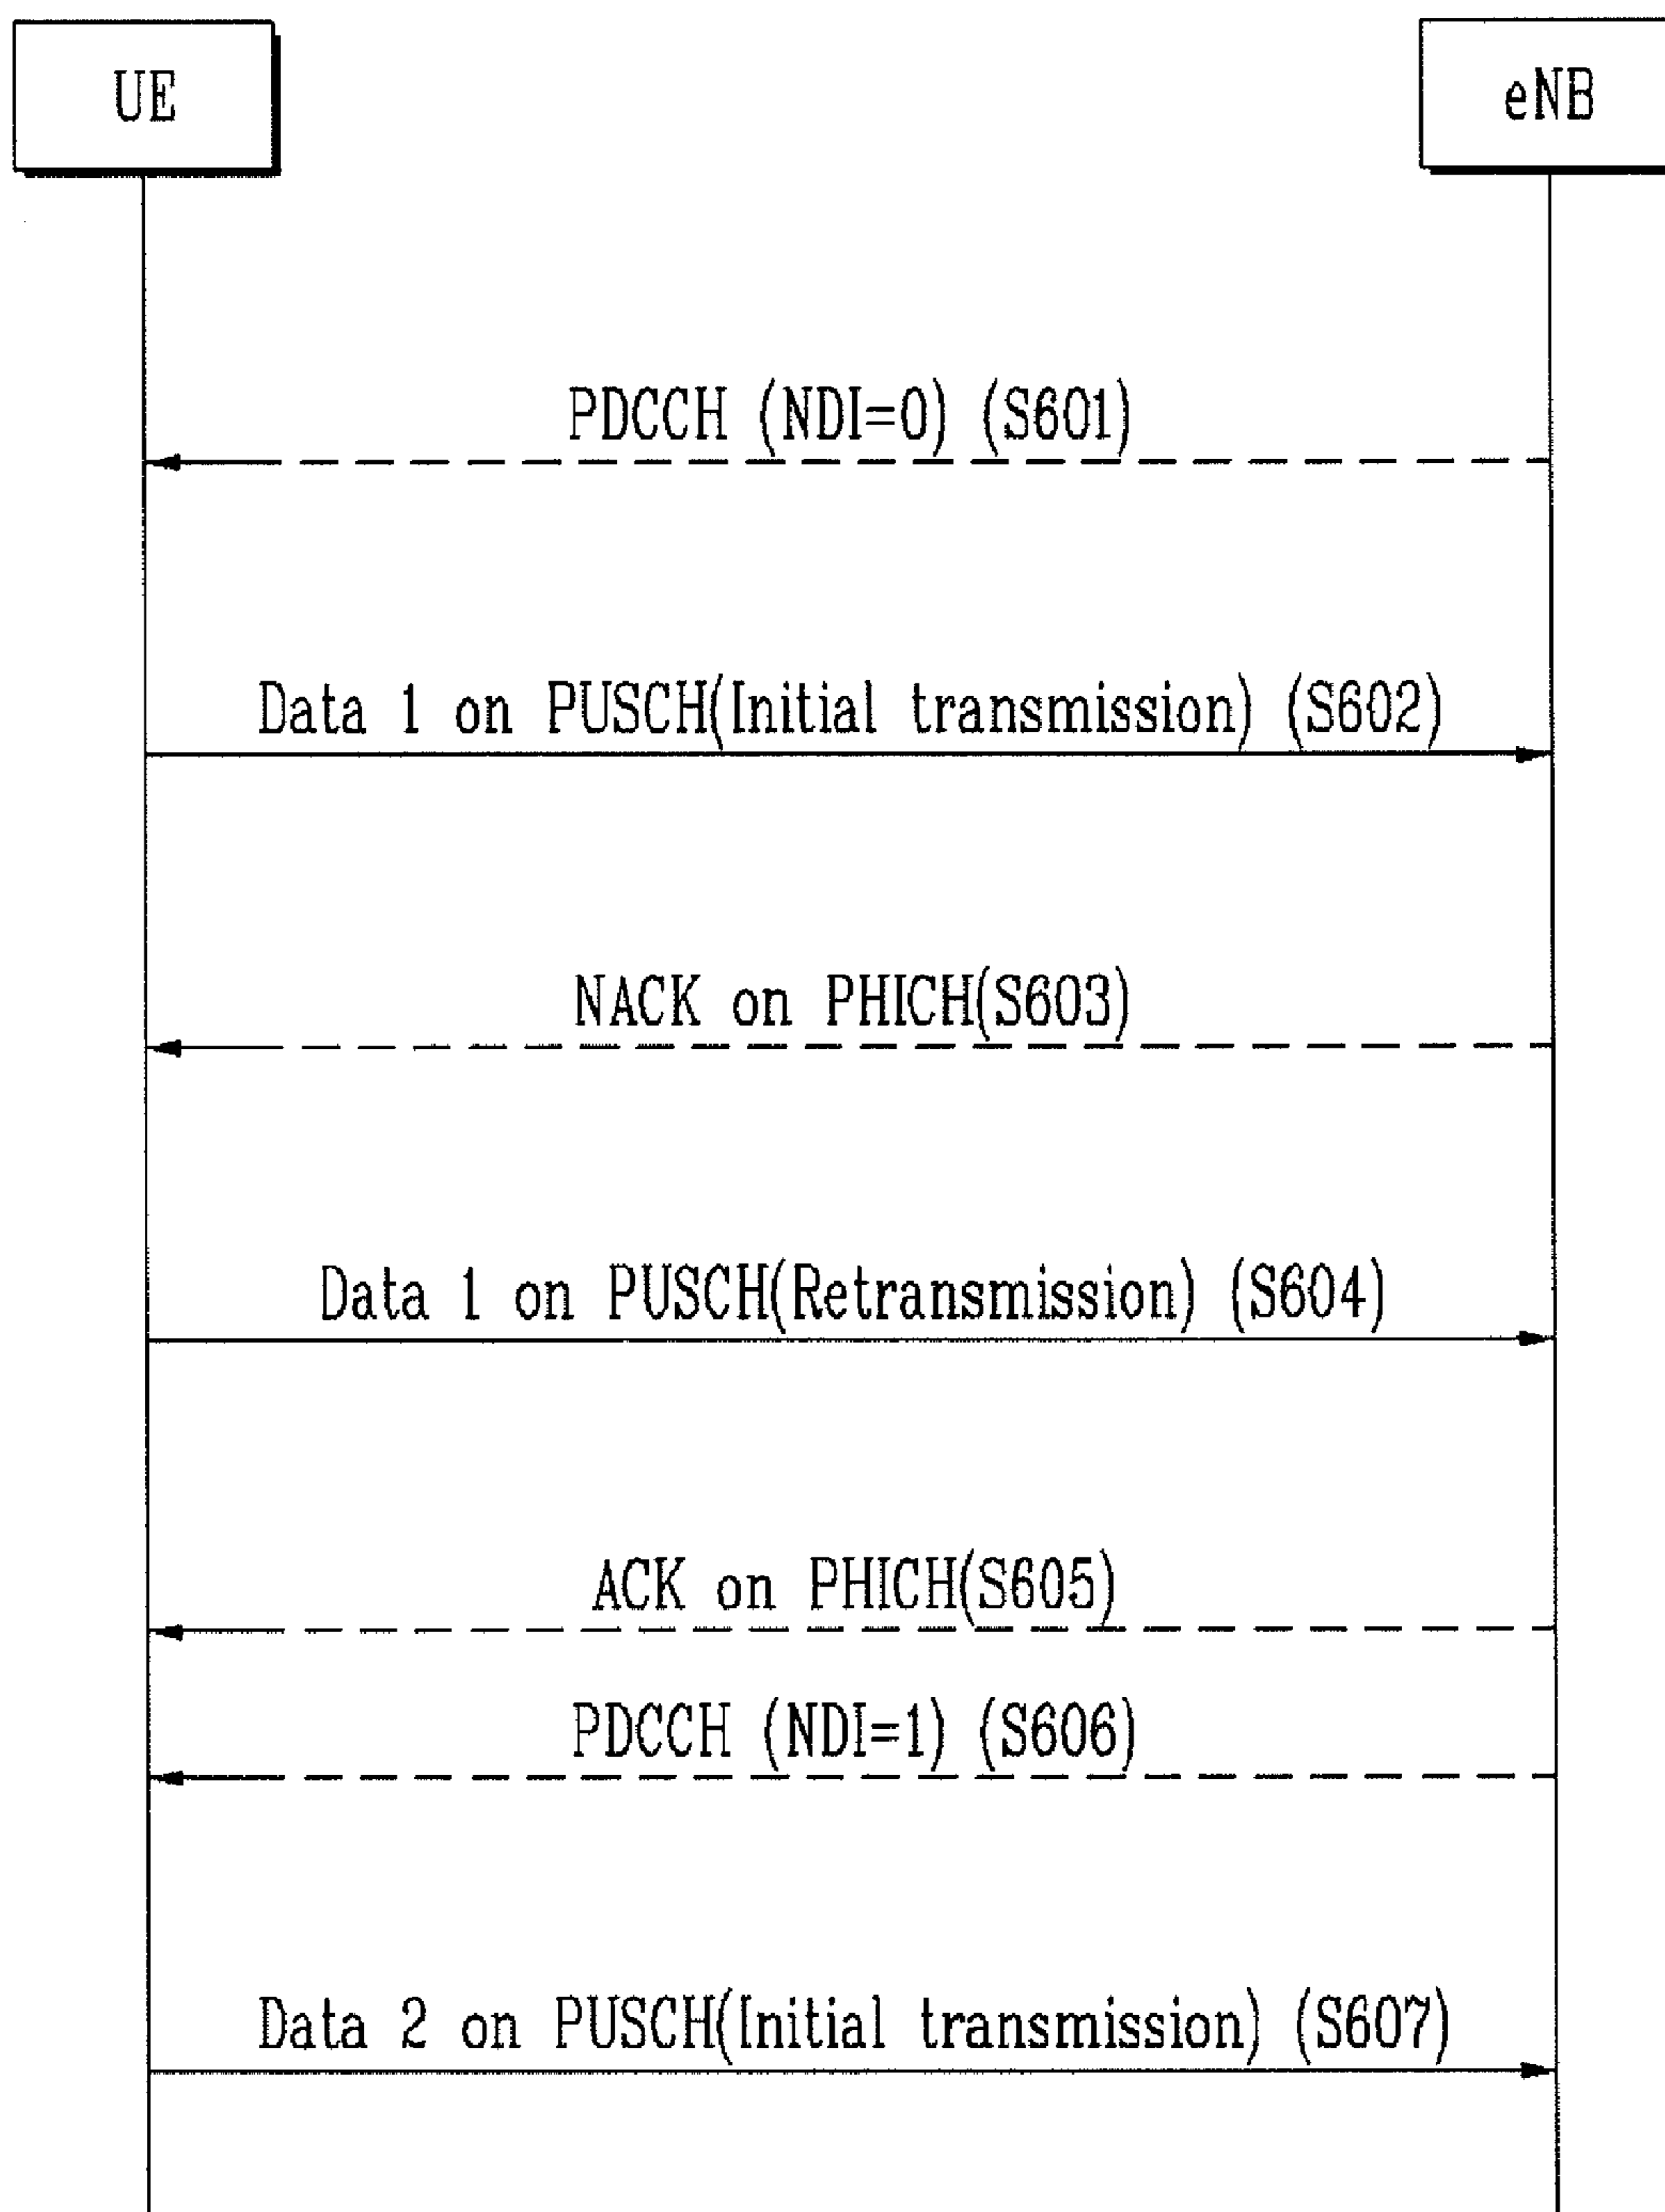 UE
eNB
PDCCH (NDI=0) (S601)
Data 1 on PUSCH(Initial transmission) (S602)
NACK on PHICH(S603)
Data 1 on PUSCH(Retransmission) (S604)
ACK on PHICH(S605)
PDCCH (NDI=1) (S606)
Data 2 on PUSCH(Initial transmission) (S607)